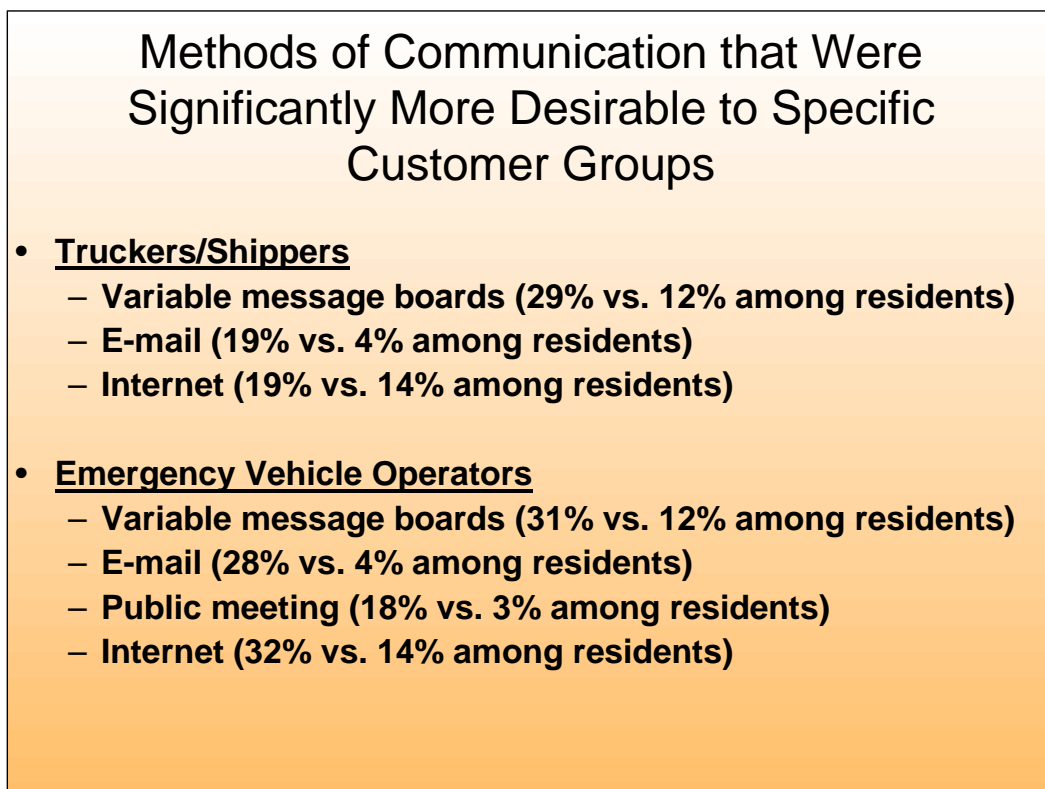 Methods of Communication that Were
Significantly More Desirable to Specific
Customer Groups
• Truckers/Shippers
– Variable message boards (29% vs. 12% among residents)
– E-mail (19% vs. 4% among residents)
– Internet (19% vs. 14% among residents)
• Emergency Vehicle Operators
– Variable message boards (31% vs. 12% among residents)
– E-mail (28% vs. 4% among residents)
– Public meeting (18% vs. 3% among residents)
– Internet (32% vs. 14% among residents)